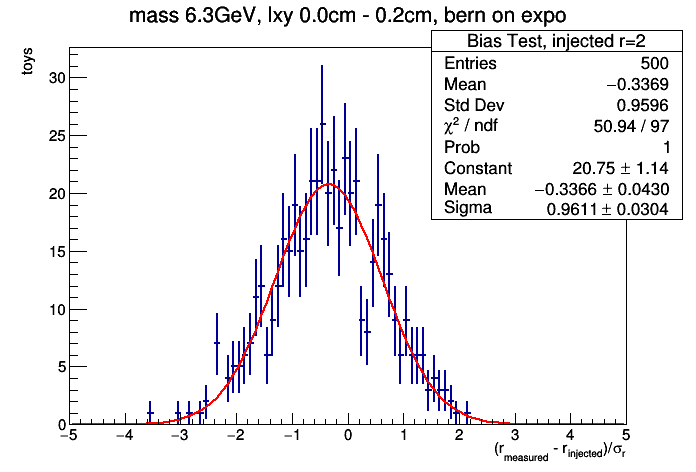 mass 6.3GeV, lxy 0.0cm - 0.2cm, bern on expo
toys
Bias Test, injected r=2
Entries 500
Mean −0.3369
Std Dev 0.9596
χ² / ndf 50.94 / 97
Prob 1
Constant 20.75 ± 1.14
Mean −0.3366 ± 0.0430
Sigma 0.9611 ± 0.0304
30
25
20
15
10
5
0
−5 −4 −3 −2 −1 0 1 2 3 4 5
(r_measured - r_injected)/σ_r